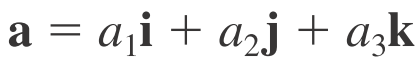 a = a₁i + a₂j + a₃k